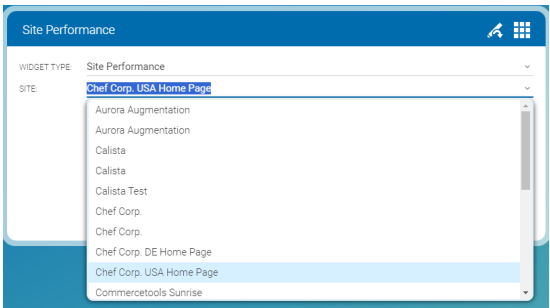 Site Performance
WIDGET TYPE: Site Performance
SITE: Chef Corp. USA Home Page
Aurora Augmentation
Aurora Augmentation
Calista
Calista
Calista Test
Chef Corp.
Chef Corp.
Chef Corp. DE Home Page
Chef Corp. USA Home Page
Commercetools Sunrise